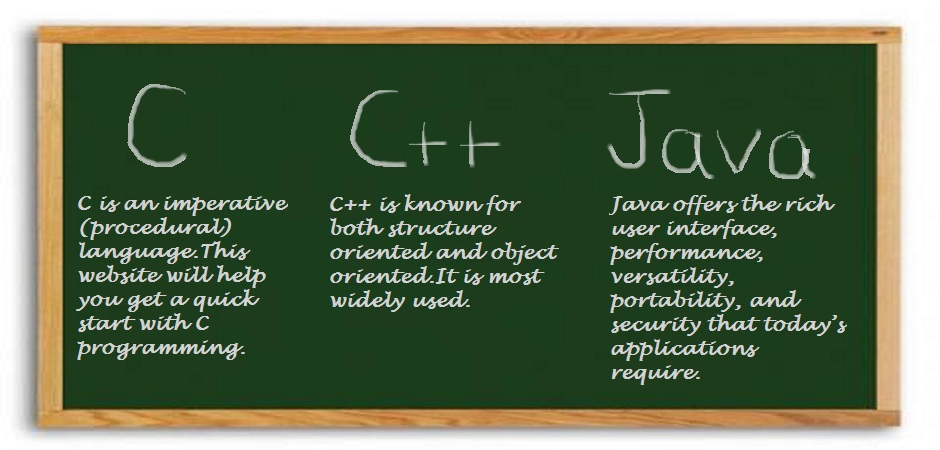 C
C is an imperative
(procedural)
language.This
website will help
you get a quick
start with C
programming.
C++
C++ is known for
both structure
oriented and object
oriented.It is most
widely used.
Java
Java offers the rich
user interface,
performance,
versatility,
portability, and
security that today's
applications
require.